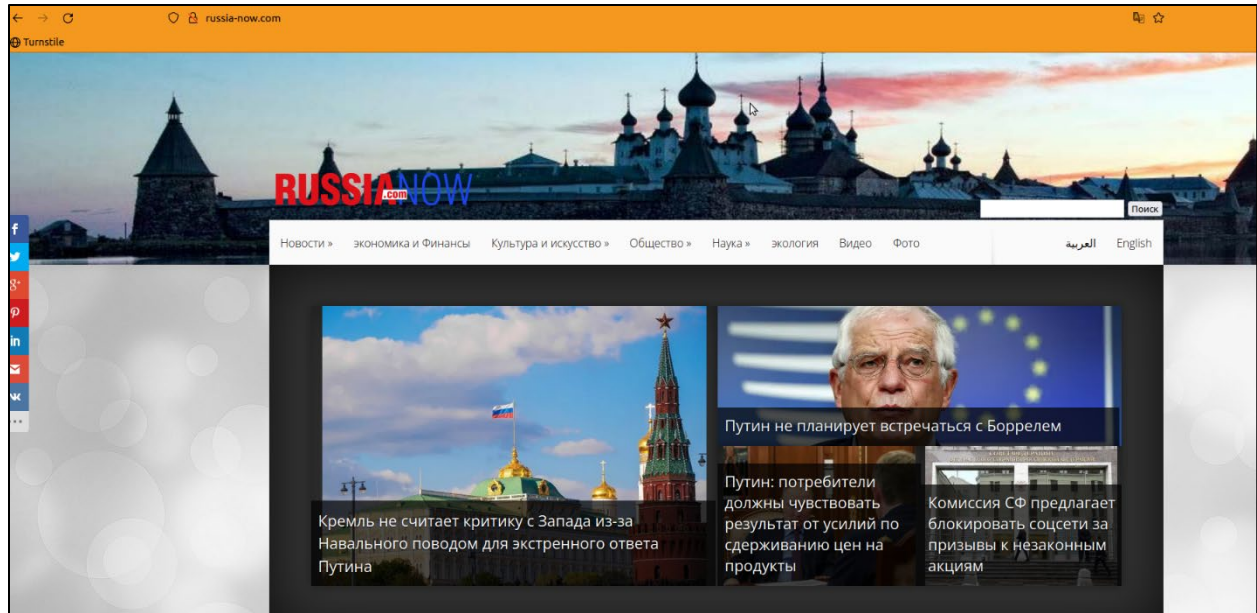 russia-now.com
Turnstile
RUSSIA.comNOW
Поиск
Новости » экономика и Финансы Культура и искусство » Общество » Наука » экология Видео Фото العربية English
Кремль не считает критику с Запада из-за
Навального поводом для экстренного ответа
Путина
Путин не планирует встречаться с Боррелем
Путин: потребители
должны чувствовать
результат от усилий по
сдерживанию цен на
продукты
Комиссия СФ предлагает
блокировать соцсети за
призывы к незаконным
акциям